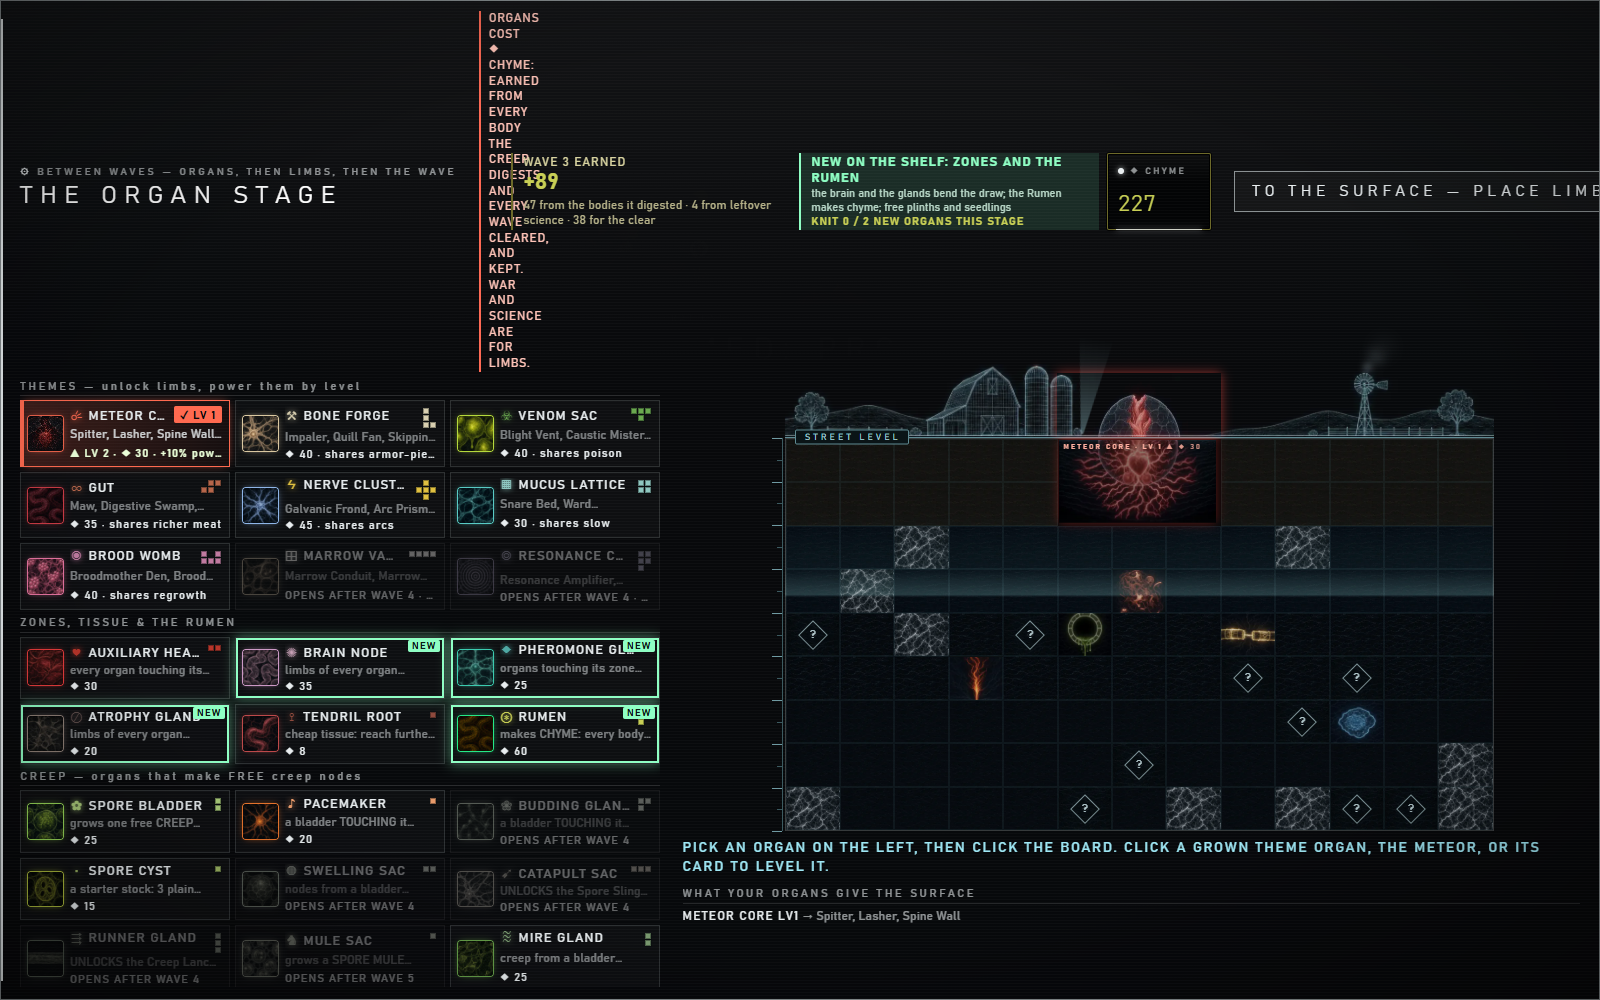 ⚙ BETWEEN WAVES — ORGANS, THEN LIMBS, THEN THE WAVE
THE ORGAN STAGE
ORGANS
COST
◆
CHYME:
EARNED
FROM
EVERY
BODY
THE
CREEP
DIGESTS,
AND
EVERY
WAVE
CLEARED,
AND
KEPT.
WAR
AND
SCIENCE
ARE
FOR
LIMBS.
WAVE 3 EARNED
+89
47 from the bodies it digested · 4 from leftover
science · 38 for the clear
NEW ON THE SHELF: ZONES AND THE
RUMEN
the brain and the glands bend the draw; the Rumen
makes chyme; free plinths and seedlings
KNIT 0 / 2 NEW ORGANS THIS STAGE
◆ CHYME
227
TO THE SURFACE — PLACE LIMB
THEMES — unlock limbs, power them by level
METEOR C... ✓ LV 1
Spitter, Lasher, Spine Wall...
▲ LV 2 · ◆ 30 · +10% pow...
BONE FORGE
Impaler, Quill Fan, Skippin...
◆ 40 · shares armor-pie...
VENOM SAC
Blight Vent, Caustic Mister...
◆ 40 · shares poison
GUT
Maw, Digestive Swamp,...
◆ 35 · shares richer meat
NERVE CLUST...
Galvanic Frond, Arc Prism...
◆ 45 · shares arcs
MUCUS LATTICE
Snare Bed, Ward...
◆ 30 · shares slow
BROOD WOMB
Broodmother Den, Brood...
◆ 40 · shares regrowth
MARROW VA...
Marrow Conduit, Marrow...
OPENS AFTER WAVE 4 · ...
RESONANCE C...
Resonance Amplifier,...
OPENS AFTER WAVE 4 · ...
ZONES, TISSUE & THE RUMEN
AUXILIARY HEA...
every organ touching its...
◆ 30
BRAIN NODE NEW
limbs of every organ...
◆ 35
PHEROMONE GL... NEW
organs touching its zone...
◆ 25
ATROPHY GLAN NEW
limbs of every organ...
◆ 20
TENDRIL ROOT
cheap tissue: reach furthe...
◆ 8
RUMEN NEW
makes CHYME: every body...
◆ 60
CREEP — organs that make FREE creep nodes
SPORE BLADDER
grows one free CREEP...
◆ 25
PACEMAKER
a bladder TOUCHING it...
◆ 20
BUDDING GLAN...
a bladder TOUCHING it...
OPENS AFTER WAVE 4
SPORE CYST
a starter stock: 3 plain...
◆ 15
SWELLING SAC
nodes from a bladder...
OPENS AFTER WAVE 4
CATAPULT SAC
UNLOCKS the Spore Sling...
OPENS AFTER WAVE 4
RUNNER GLAND
UNLOCKS the Creep Lanc...
OPENS AFTER WAVE 4
MULE SAC
grows a SPORE MULE...
OPENS AFTER WAVE 5
MIRE GLAND
creep from a bladder...
◆ 25
STREET LEVEL
METEOR CORE · LV 1 ▲ ◆ 30
?
?
?
?
?
?
?
?
?
PICK AN ORGAN ON THE LEFT, THEN CLICK THE BOARD. CLICK A GROWN THEME ORGAN, THE METEOR, OR ITS
CARD TO LEVEL IT.
WHAT YOUR ORGANS GIVE THE SURFACE
METEOR CORE LV1 → Spitter, Lasher, Spine Wall